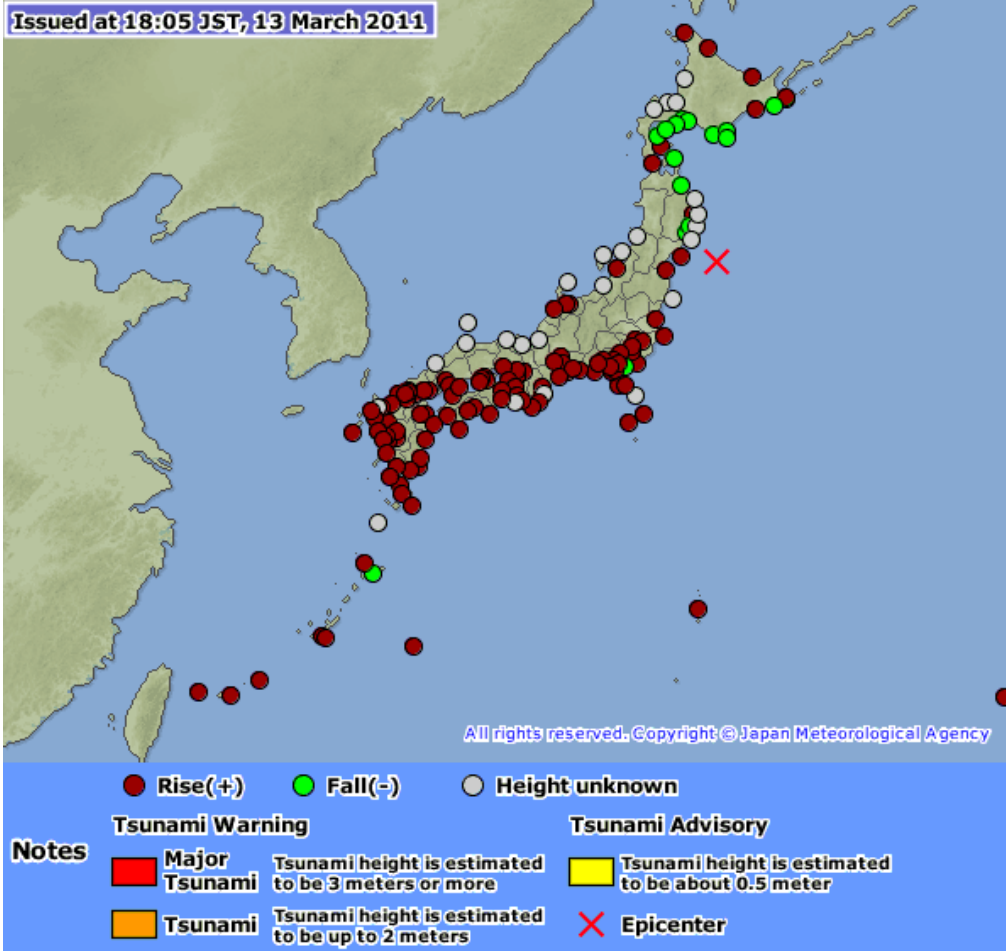 Issued at 18:05 JST, 13 March 2011
All rights reserved. Copyright © Japan Meteorological Agency
Rise(+) Fall(-) Height unknown
Notes
Tsunami Warning
Major
Tsunami
Tsunami height is estimated
to be 3 meters or more
Tsunami
Tsunami height is estimated
to be up to 2 meters
Tsunami Advisory
Tsunami height is estimated
to be about 0.5 meter
Epicenter